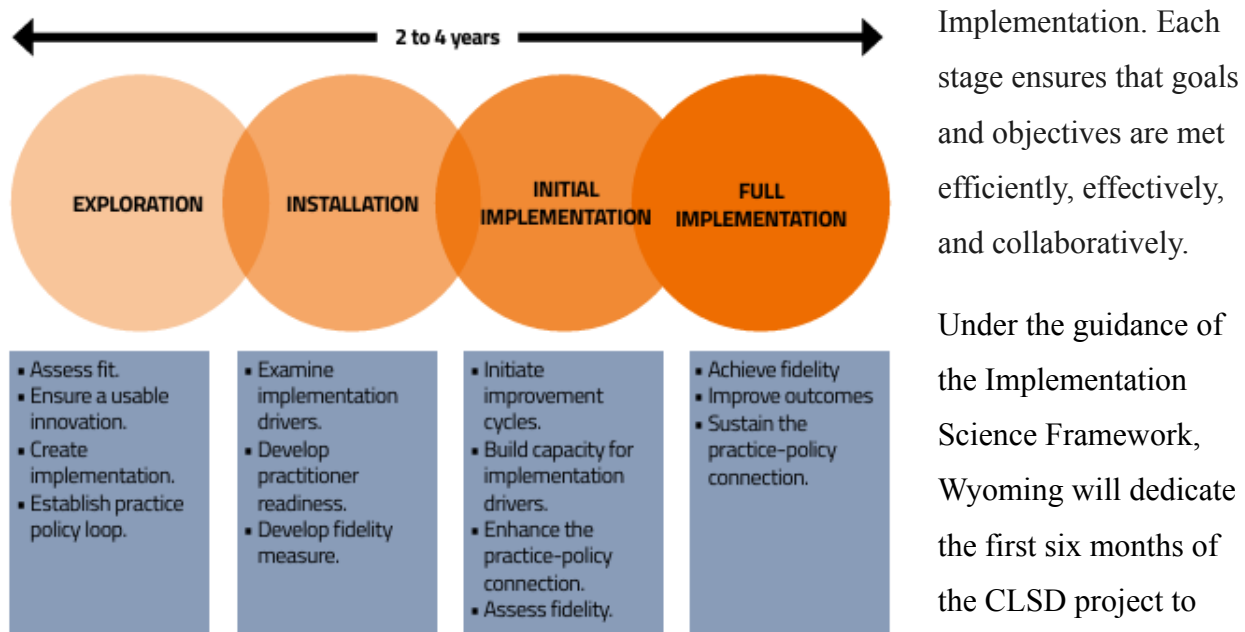 2 to 4 years
EXPLORATION
INSTALLATION
INITIAL
IMPLEMENTATION
FULL
IMPLEMENTATION
▪ Assess fit.
▪ Ensure a usable
innovation.
▪ Create
implementation.
▪ Establish practice
policy loop.
▪ Examine
implementation
drivers.
▪ Develop
practitioner
readiness.
▪ Develop fidelity
measure.
▪ Initiate
improvement
cycles.
▪ Build capacity for
implementation
drivers.
▪ Enhance the
practice-policy
connection.
▪ Assess fidelity.
▪ Achieve fidelity
▪ Improve outcomes
▪ Sustain the
practice-policy
connection.
Implementation. Each
stage ensures that goals
and objectives are met
efficiently, effectively,
and collaboratively.
Under the guidance of
the Implementation
Science Framework,
Wyoming will dedicate
the first six months of
the CLSD project to